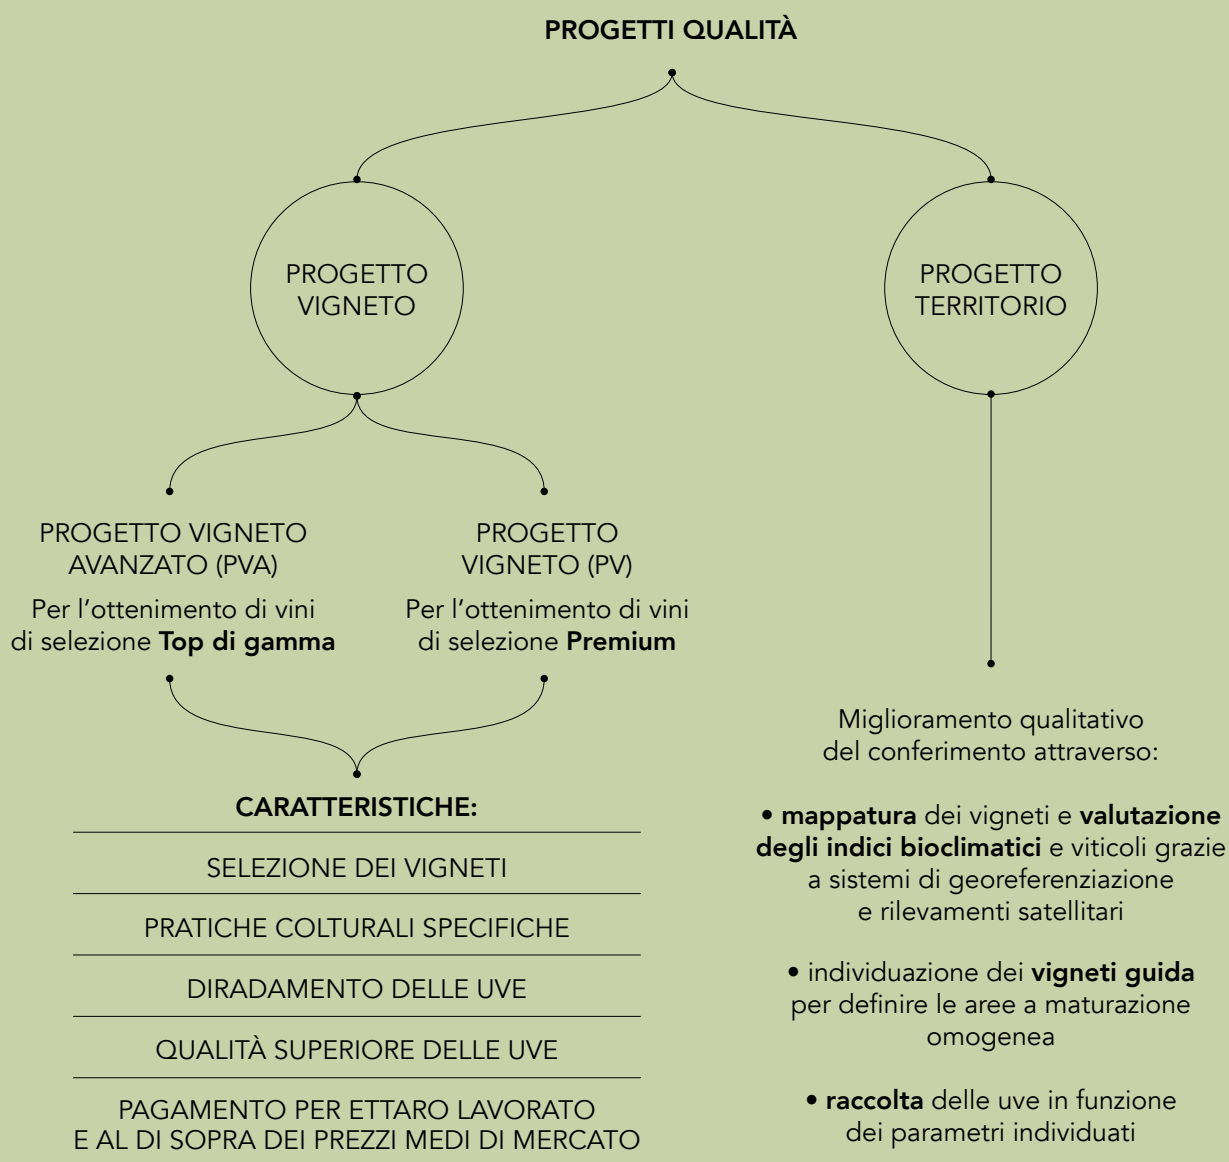 PROGETTI QUALITÀ
PROGETTO
VIGNETO
PROGETTO
TERRITORIO
PROGETTO VIGNETO
AVANZATO (PVA)
Per l'ottenimento di vini
di selezione Top di gamma
PROGETTO
VIGNETO (PV)
Per l'ottenimento di vini
di selezione Premium
CARATTERISTICHE:
SELEZIONE DEI VIGNETI
PRATICHE COLTURALI SPECIFICHE
DIRADAMENTO DELLE UVE
QUALITÀ SUPERIORE DELLE UVE
PAGAMENTO PER ETTARO LAVORATO
E AL DI SOPRA DEI PREZZI MEDI DI MERCATO
Miglioramento qualitativo
del conferimento attraverso:
• mappatura dei vigneti e valutazione
degli indici bioclimatici e viticoli grazie
a sistemi di georeferenziazione
e rilevamenti satellitari
• individuazione dei vigneti guida
per definire le aree a maturazione
omogenea
• raccolta delle uve in funzione
dei parametri individuati